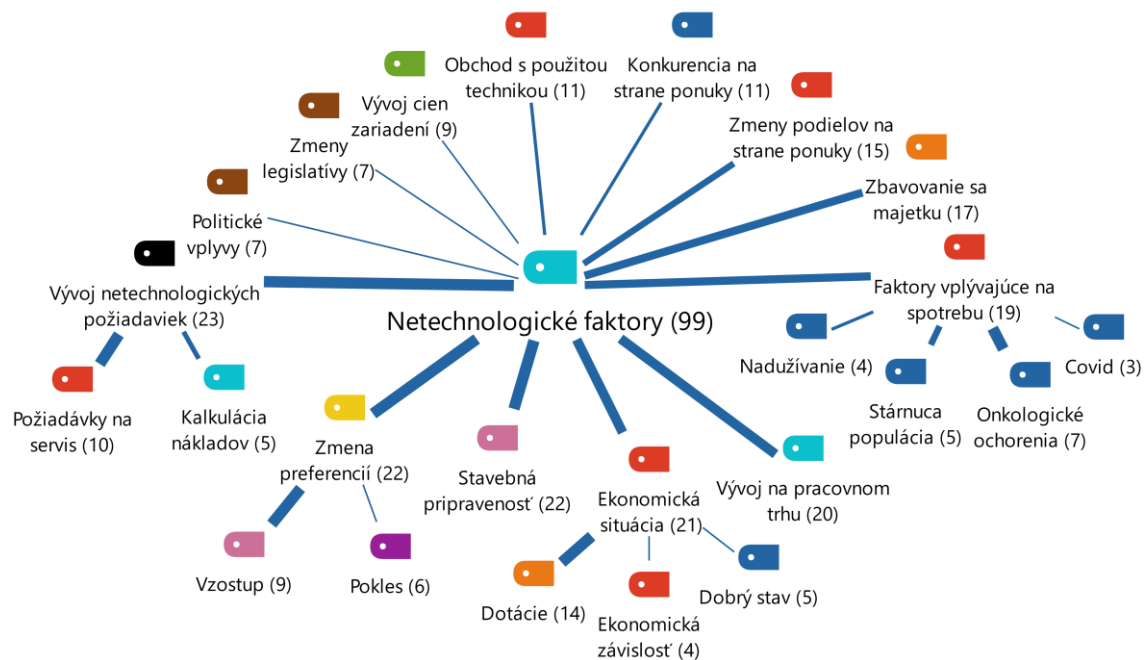 Obchod s použitou
technikou (11)
Konkurencia na
strane ponuky (11)
Vývoj cien
zariadení (9)
Zmeny podielov na
strane ponuky (15)
Zmeny
legislatívy (7)
Zbavovanie sa
majetku (17)
Politické
vplyvy (7)
Vývoj netechnologických
požiadaviek (23)
Faktory vplývajúce na
spotrebu (19)
Netechnologické faktory (99)
Nadužívanie (4)
Covid (3)
Požiadávky na
servis (10)
Kalkulácia
nákladov (5)
Stárnuca
populácia (5)
Onkologické
ochorenia (7)
Zmena
preferencií (22)
Stavebná
pripravenosť (22)
Ekonomická
situácia (21)
Vývoj na pracovnom
trhu (20)
Vzostup (9)
Pokles (6)
Dotácie (14)
Ekonomická
závislosť (4)
Dobrý stav (5)